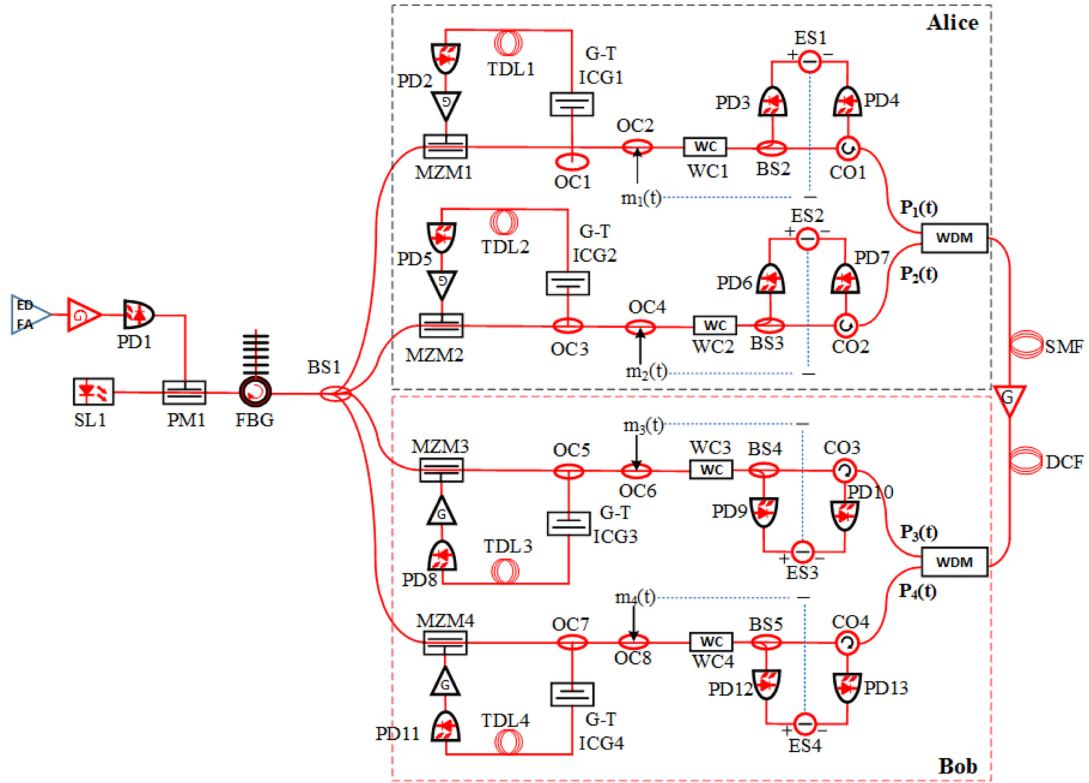 Alice
ES1
+
−
−
G-T
ICG1
TDL1
PD2
G
PD3
PD4
OC2
WC
MZM1
OC1
WC1
BS2
CO1
m1(t)
−
P1(t)
ES2
+
−
−
G-T
ICG2
TDL2
PD5
G
PD6
PD7
P2(t)
WDM
OC4
WC
MZM2
OC3
WC2
BS3
CO2
m2(t)
−
ED
FA
G
PD1
BS1
SL1
PM1
FBG
SMF
G
DCF
m3(t)
−
MZM3
OC5
WC3
BS4
CO3
WC
OC6
PD10
G
G-T
ICG3
PD9
P3(t)
TDL3
PD8
+
−
−
ES3
WDM
P4(t)
m4(t)
−
MZM4
OC7
BS5
CO4
WC
OC8
WC4
G
PD12
PD13
G-T
ICG4
TDL4
PD11
+
−
−
ES4
Bob